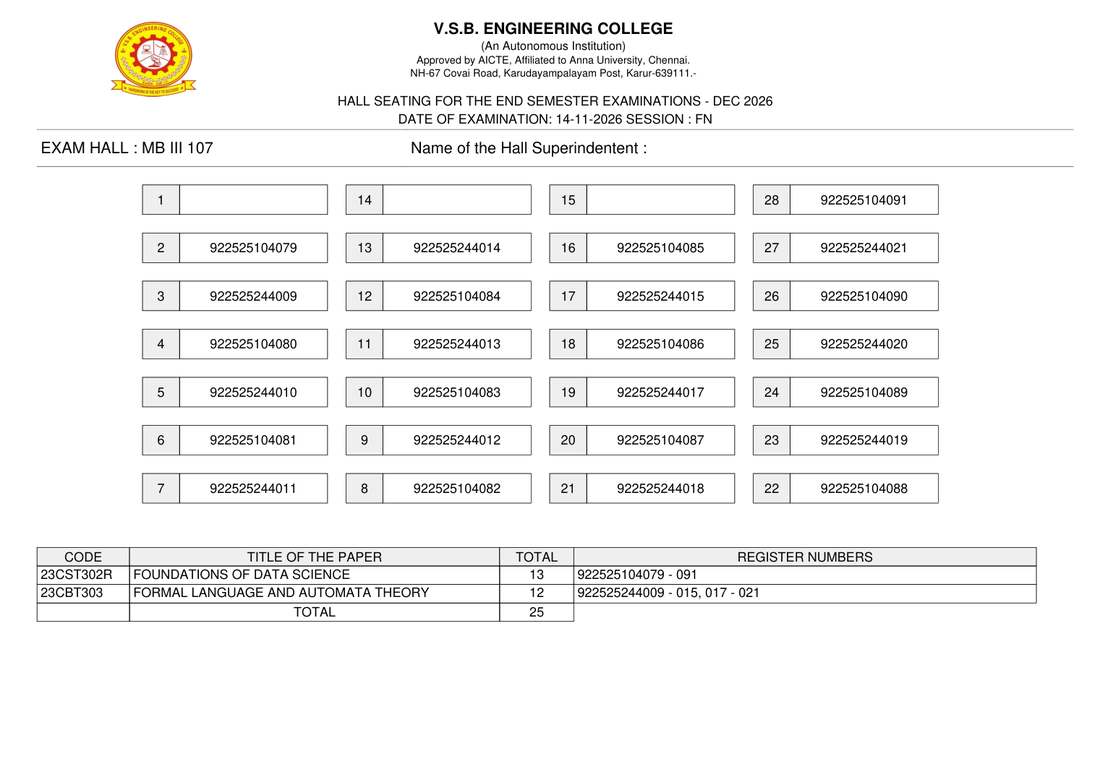 V.S.B. ENGINEERING COLLEGE
(An Autonomous Institution)
Approved by AICTE, Affiliated to Anna University, Chennai.
NH-67 Covai Road, Karudayampalayam Post, Karur-639111.-
HALL SEATING FOR THE END SEMESTER EXAMINATIONS - DEC 2026
DATE OF EXAMINATION: 14-11-2026 SESSION : FN
EXAM HALL : MB III 107 Name of the Hall Superindentent :
1 14 15 28 922525104091
2 922525104079 13 922525244014 16 922525104085 27 922525244021
3 922525244009 12 922525104084 17 922525244015 26 922525104090
4 922525104080 11 922525244013 18 922525104086 25 922525244020
5 922525244010 10 922525104083 19 922525244017 24 922525104089
6 922525104081 9 922525244012 20 922525104087 23 922525244019
7 922525244011 8 922525104082 21 922525244018 22 922525104088
CODE TITLE OF THE PAPER TOTAL REGISTER NUMBERS
23CST302R FOUNDATIONS OF DATA SCIENCE 13 922525104079 - 091
23CBT303 FORMAL LANGUAGE AND AUTOMATA THEORY 12 922525244009 - 015, 017 - 021
TOTAL 25